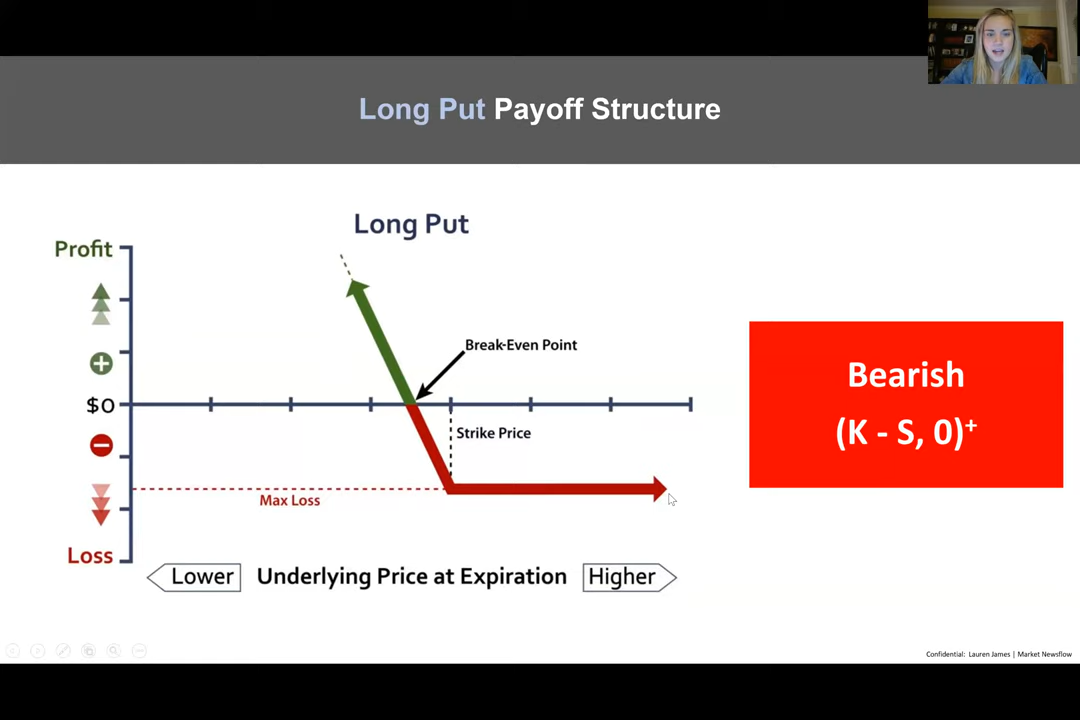 Long Put Payoff Structure
Long Put
Profit
Break-Even Point
$0
Strike Price
Max Loss
Loss
Lower
Underlying Price at Expiration
Higher
Bearish
(K - S, 0)⁺
Confidential: Lauren James | Market Newsflow